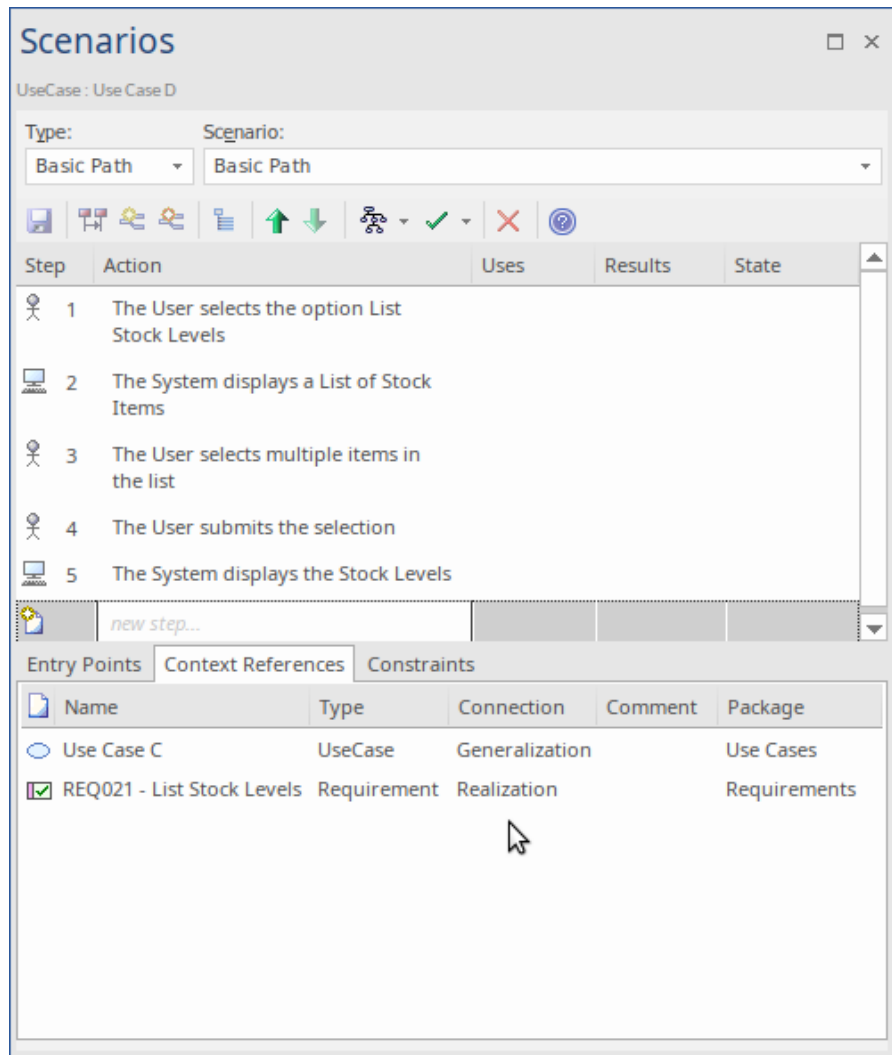 Scenarios
UseCase : Use Case D
Type: Scenario:
Basic Path Basic Path
Step Action Uses Results State
1 The User selects the option List
Stock Levels
2 The System displays a List of Stock
Items
3 The User selects multiple items in
the list
4 The User submits the selection
5 The System displays the Stock Levels
new step...
Entry Points Context References Constraints
Name Type Connection Comment Package
Use Case C UseCase Generalization Use Cases
REQ021 - List Stock Levels Requirement Realization Requirements